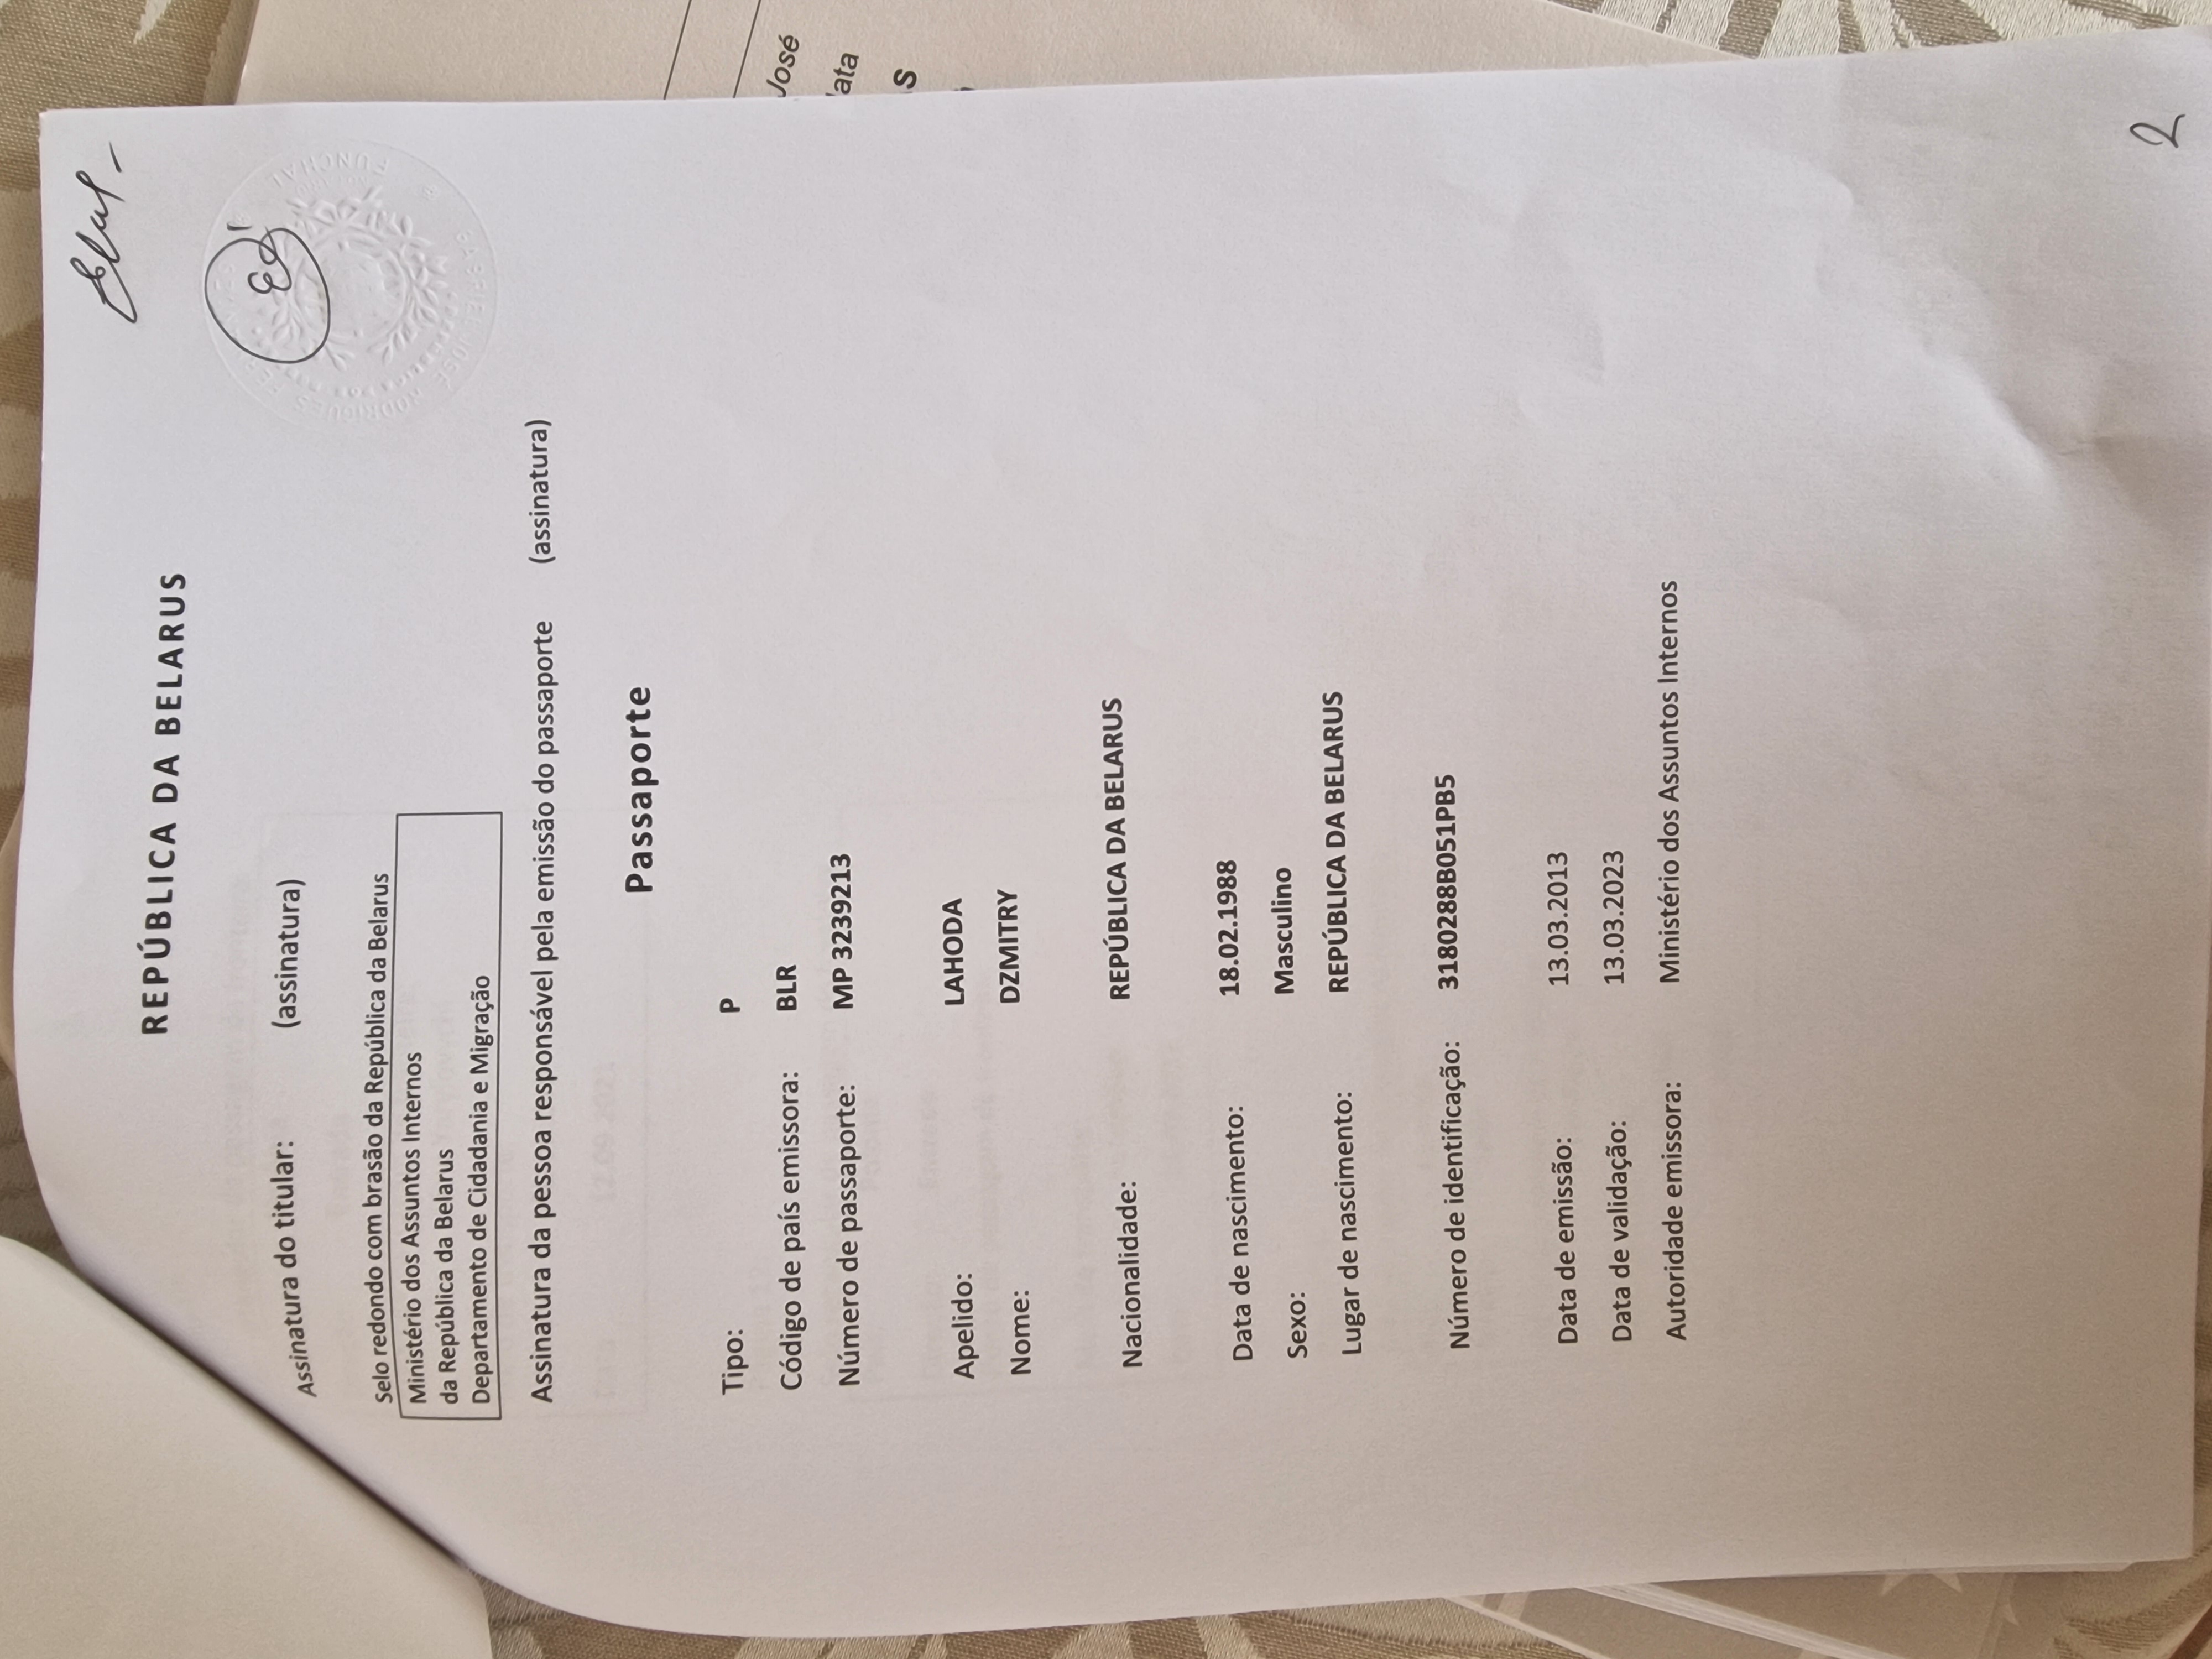 REPÚBLICA DA BELARUS
Assinatura do titular: (assinatura)
Selo redondo com brasão da República da Belarus
Ministério dos Assuntos Internos
da República da Belarus
Departamento de Cidadania e Migração
Assinatura da pessoa responsável pela emissão do passaporte (assinatura)
Passaporte
Tipo: P
Código de país emissora: BLR
Número de passaporte: MP 3239213
Apelido: LAHODA
Nome: DZMITRY
Nacionalidade: REPÚBLICA DA BELARUS
Data de nascimento: 18.02.1988
Sexo: Masculino
Lugar de nascimento: REPÚBLICA DA BELARUS
Número de identificação: 3180288B051PB5
Data de emissão: 13.03.2013
Data de validação: 13.03.2023
Autoridade emissora: Ministério dos Assuntos Internos
2
José